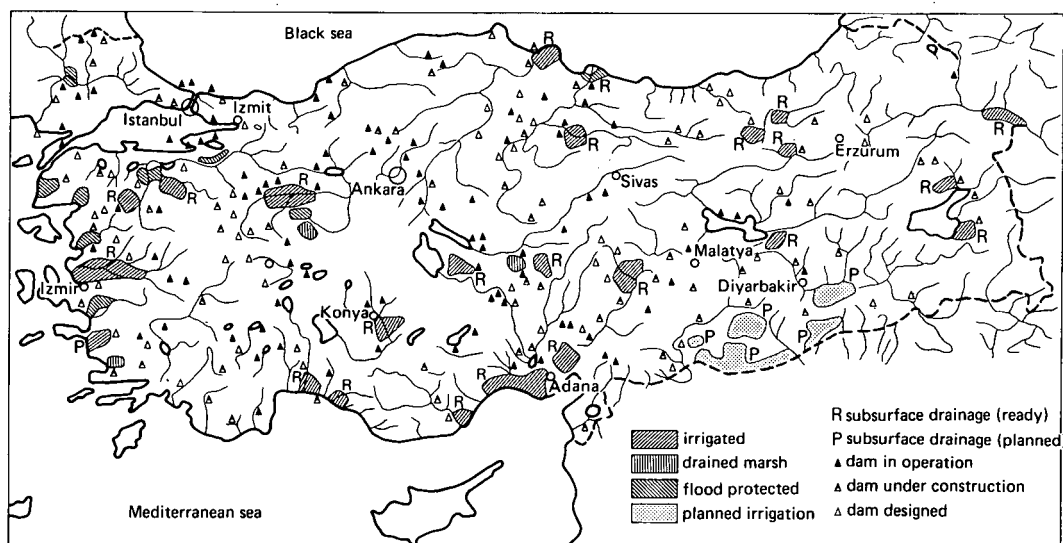 Black sea
R
R
Izmit
Istanbul
R
R
R
R
R
Erzurum
Ankara
Sivas
R
R
R
R
R
R
Malatya
R
Izmir
Diyarbakir
P
R
R
R
Konya
R
P
P
P
P
P
R
R
R
R
R
Adana
R subsurface drainage (ready)
P subsurface drainage (planned
irrigated
drained marsh
flood protected
planned irrigation
dam in operation
dam under construction
dam designed
Mediterranean sea